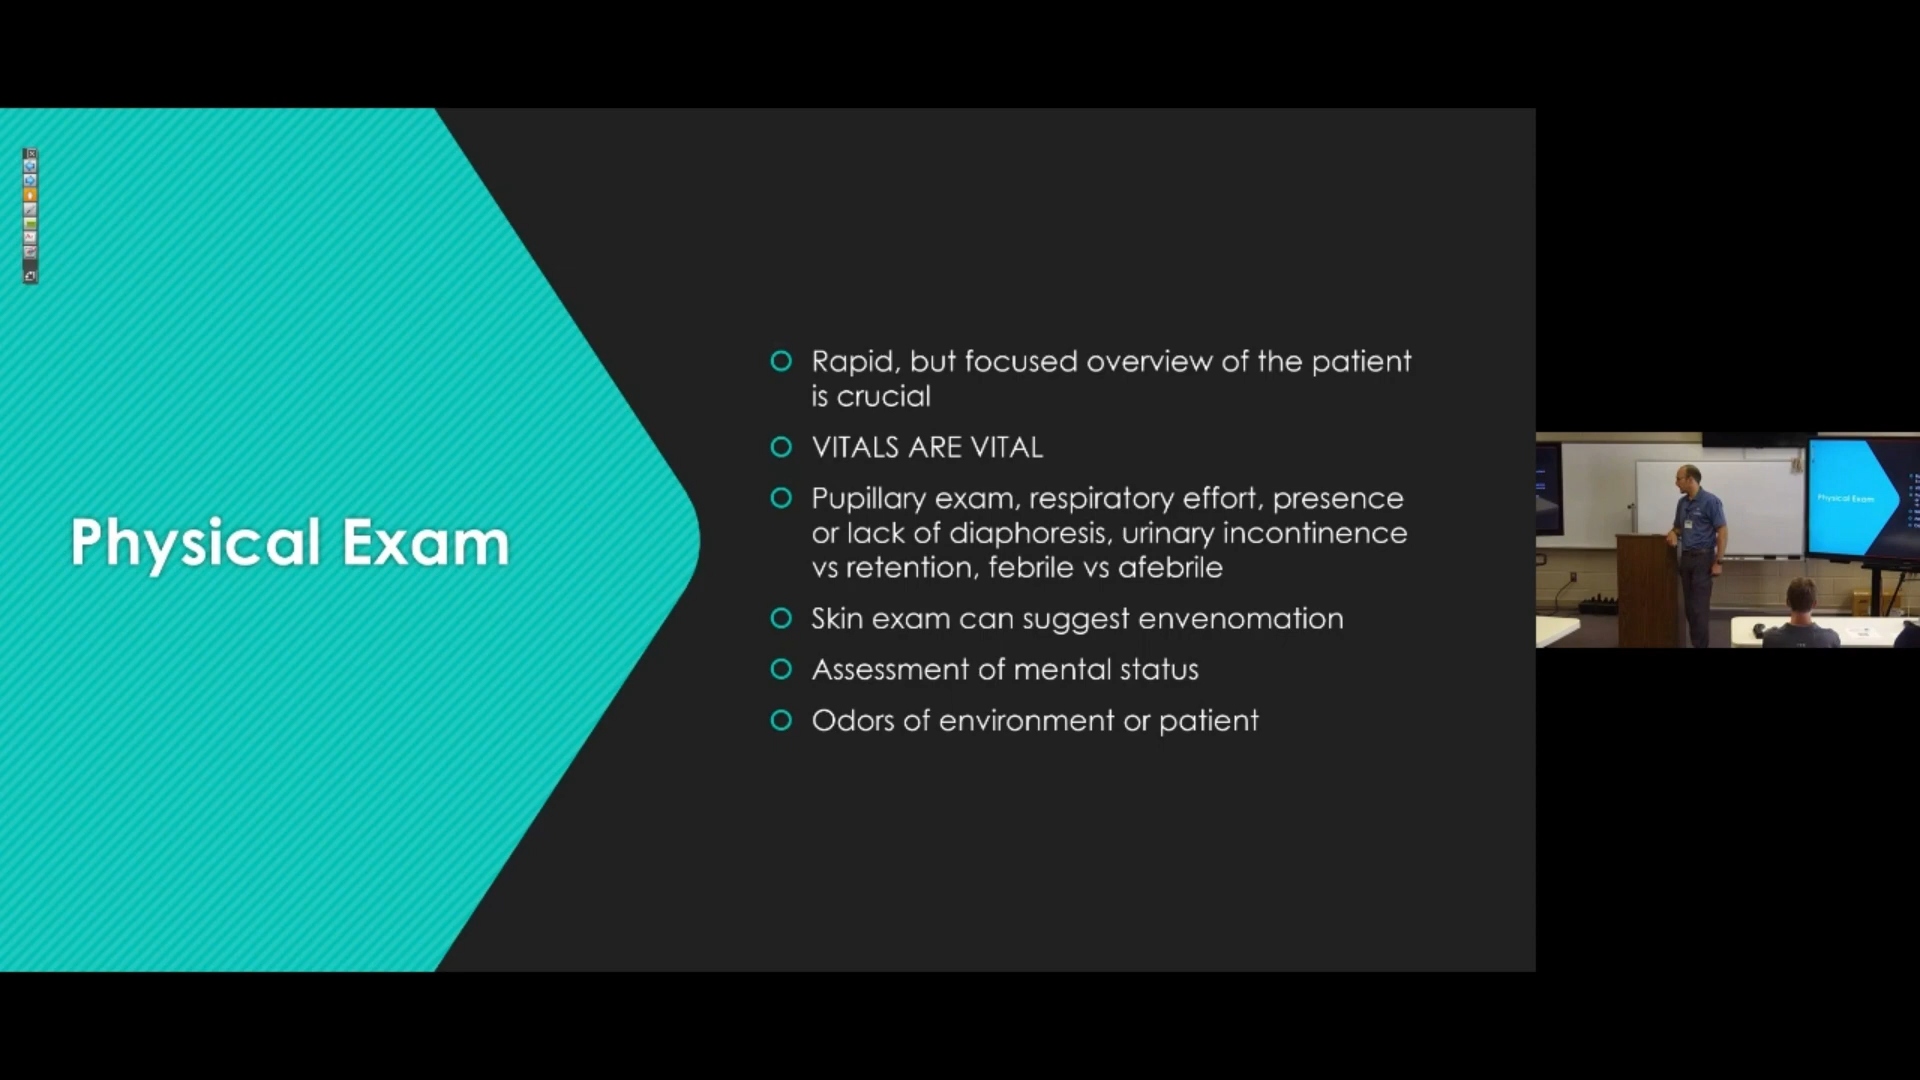 Physical Exam
Rapid, but focused overview of the patient
is crucial
VITALS ARE VITAL
Pupillary exam, respiratory effort, presence
or lack of diaphoresis, urinary incontinence
vs retention, febrile vs afebrile
Skin exam can suggest envenomation
Assessment of mental status
Odors of environment or patient
Physical Exam